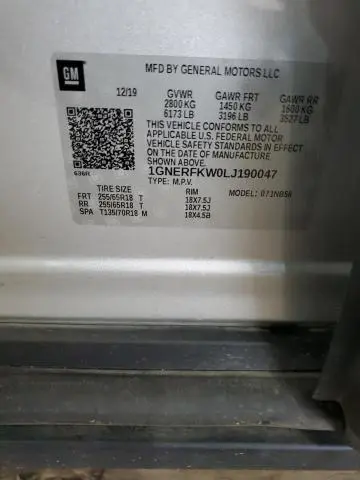 GM
MFD BY GENERAL MOTORS LLC
12/19 GVWR GAWR FRT GAWR RR
2800 KG 1450 KG 1600 KG
6173 LB 3196 LB 3527 LB
THIS VEHICLE CONFORMS TO ALL
APPLICABLE U.S. FEDERAL MOTOR
VEHICLE SAFETY STANDARDS IN EFFECT
ON THE DATE OF MANUFACTURE
SHOWN ABOVE.
636R 1GNERFKW0LJ190047
TYPE: M.P.V.
TIRE SIZE RIM
FRT 255/65R18 T 18X7.5J
RR 255/65R18 T 18X7.5J
SPA T135/70R18 M 18X4.5B